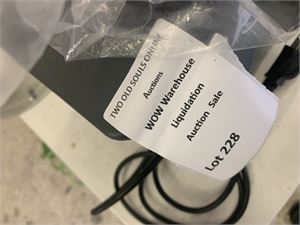 TWO OLD SOULS ONLINE
Auctions
WOW Warehouse
Liquidation
Auction Sale
Lot 228